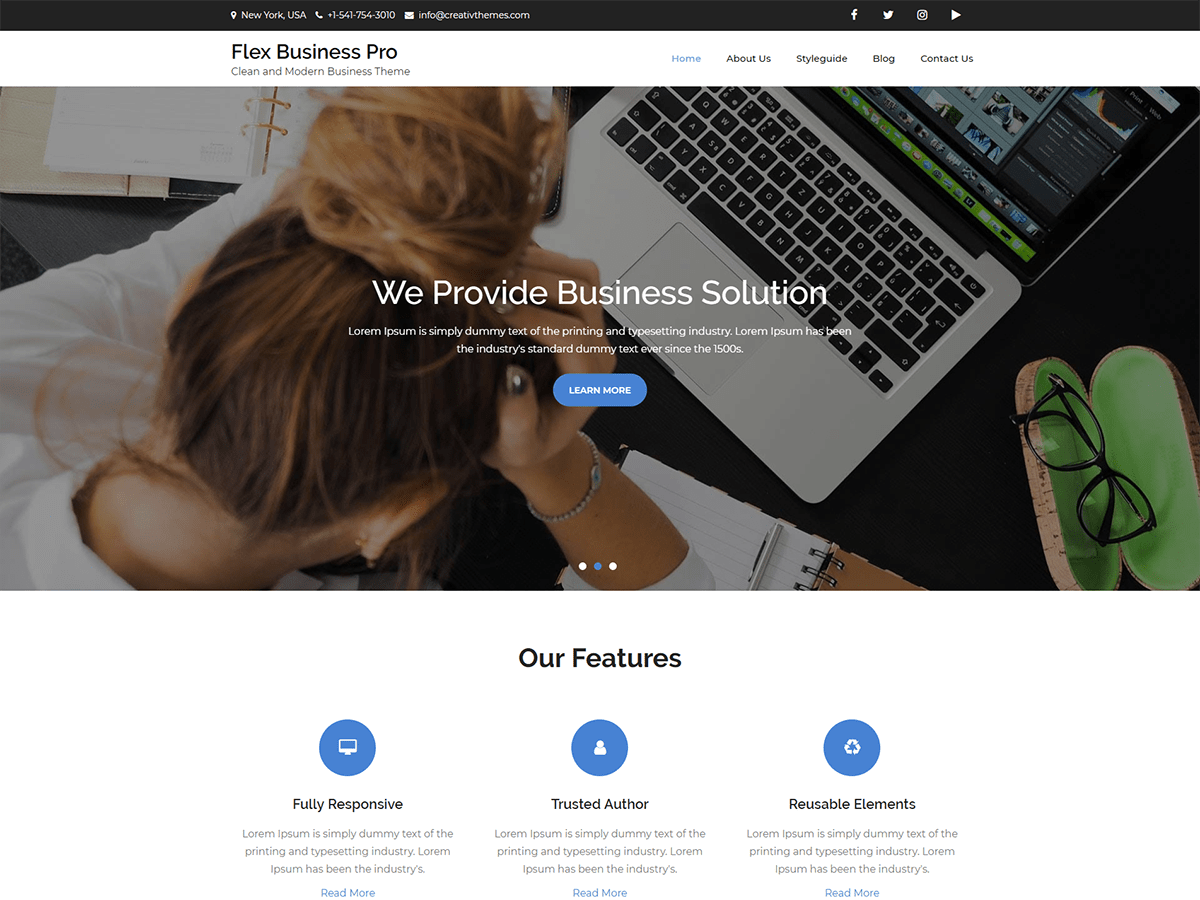 New York, USA +1-541-754-3010 info@creativthemes.com
Flex Business Pro
Clean and Modern Business Theme
Home About Us Styleguide Blog Contact Us
We Provide Business Solution
Lorem Ipsum is simply dummy text of the printing and typesetting industry. Lorem Ipsum has been
the industry's standard dummy text ever since the 1500s.
LEARN MORE
Our Features
Fully Responsive
Lorem Ipsum is simply dummy text of the
printing and typesetting industry. Lorem
Ipsum has been the industry's.
Read More
Trusted Author
Lorem Ipsum is simply dummy text of the
printing and typesetting industry. Lorem
Ipsum has been the industry's.
Read More
Reusable Elements
Lorem Ipsum is simply dummy text of the
printing and typesetting industry. Lorem
Ipsum has been the industry's.
Read More